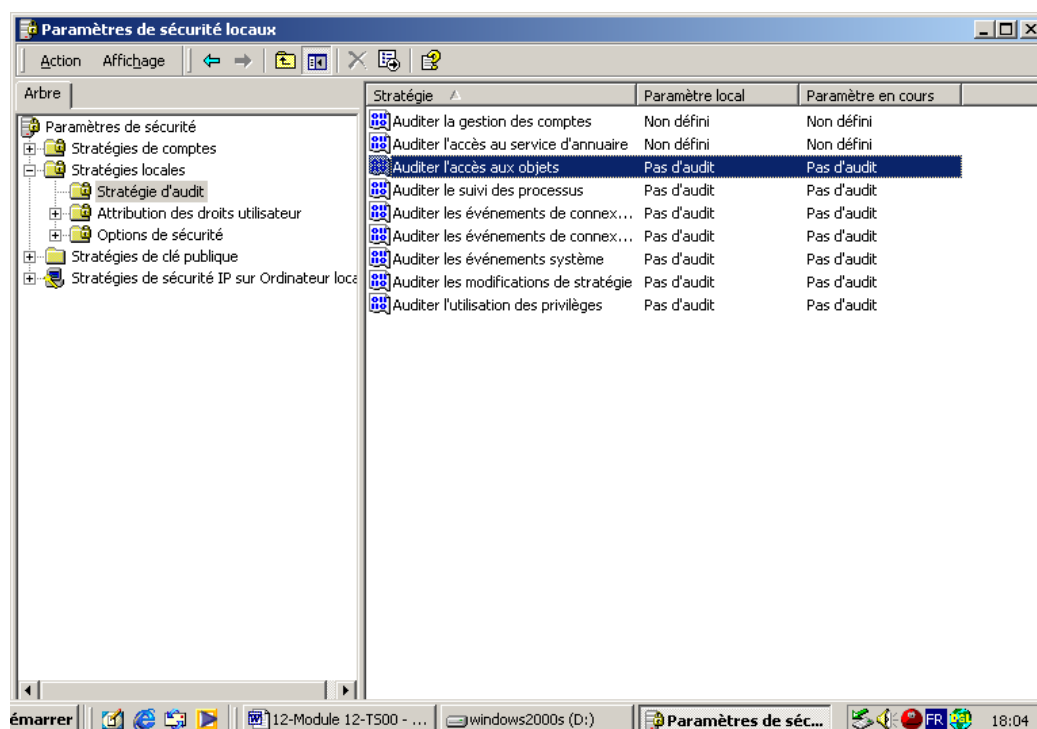 Paramètres de sécurité locaux
Action Affichage
Arbre
Stratégie Paramètre local Paramètre en cours
Paramètres de sécurité
Stratégies de comptes
Stratégies locales
Stratégie d'audit
Attribution des droits utilisateur
Options de sécurité
Stratégies de clé publique
Stratégies de sécurité IP sur Ordinateur loca
Auditer la gestion des comptes Non défini Non défini
Auditer l'accès au service d'annuaire Non défini Non défini
Auditer l'accès aux objets Pas d'audit Pas d'audit
Auditer le suivi des processus Pas d'audit Pas d'audit
Auditer les événements de connex... Pas d'audit Pas d'audit
Auditer les événements de connex... Pas d'audit Pas d'audit
Auditer les événements système Pas d'audit Pas d'audit
Auditer les modifications de stratégie Pas d'audit Pas d'audit
Auditer l'utilisation des privilèges Pas d'audit Pas d'audit
émarrer 12-Module 12-TS00 - ... windows2000s (D:) Paramètres de séc... FR 18:04